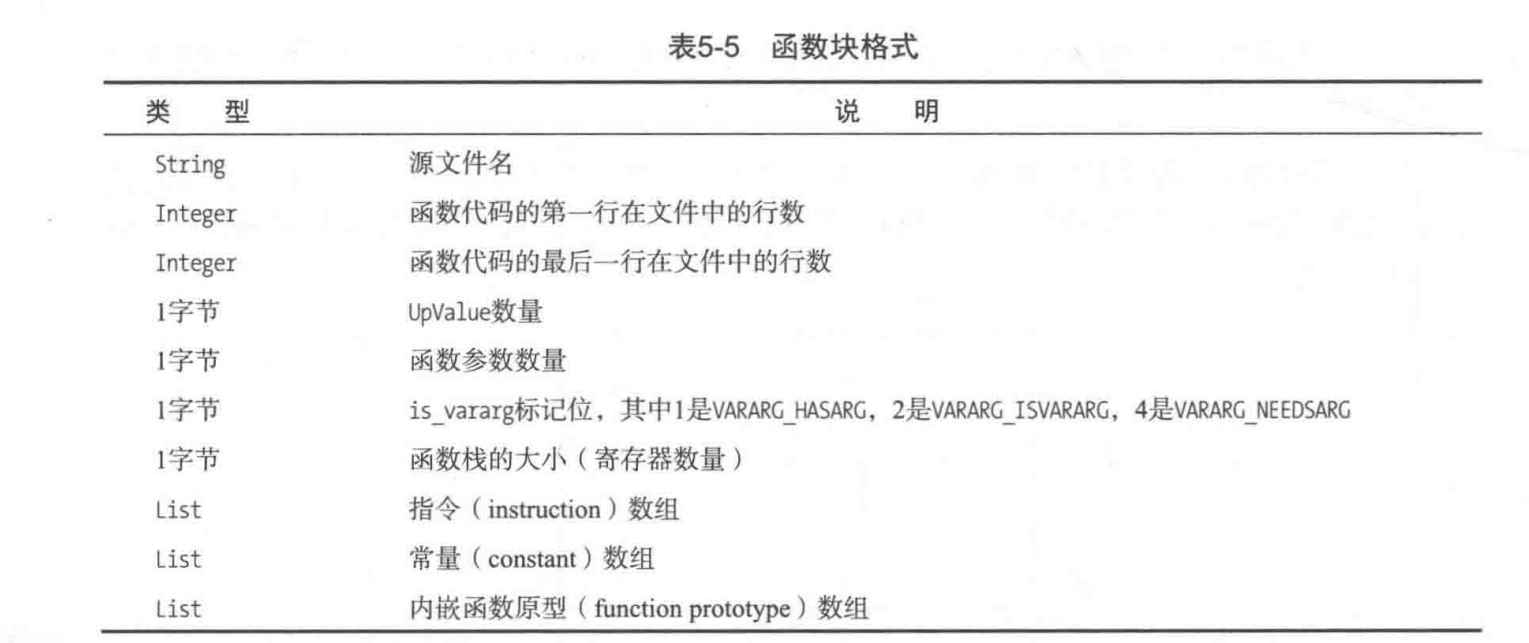 表5-5 函数块格式
类 型 说 明
String 源文件名
Integer 函数代码的第一行在文件中的行数
Integer 函数代码的最后一行在文件中的行数
1字节 UpValue数量
1字节 函数参数数量
1字节 is_vararg标记位，其中1是VARARG_HASARG，2是VARARG_ISVARARG，4是VARARG_NEEDSARG
1字节 函数栈的大小（寄存器数量）
List 指令（instruction）数组
List 常量（constant）数组
List 内嵌函数原型（function prototype）数组